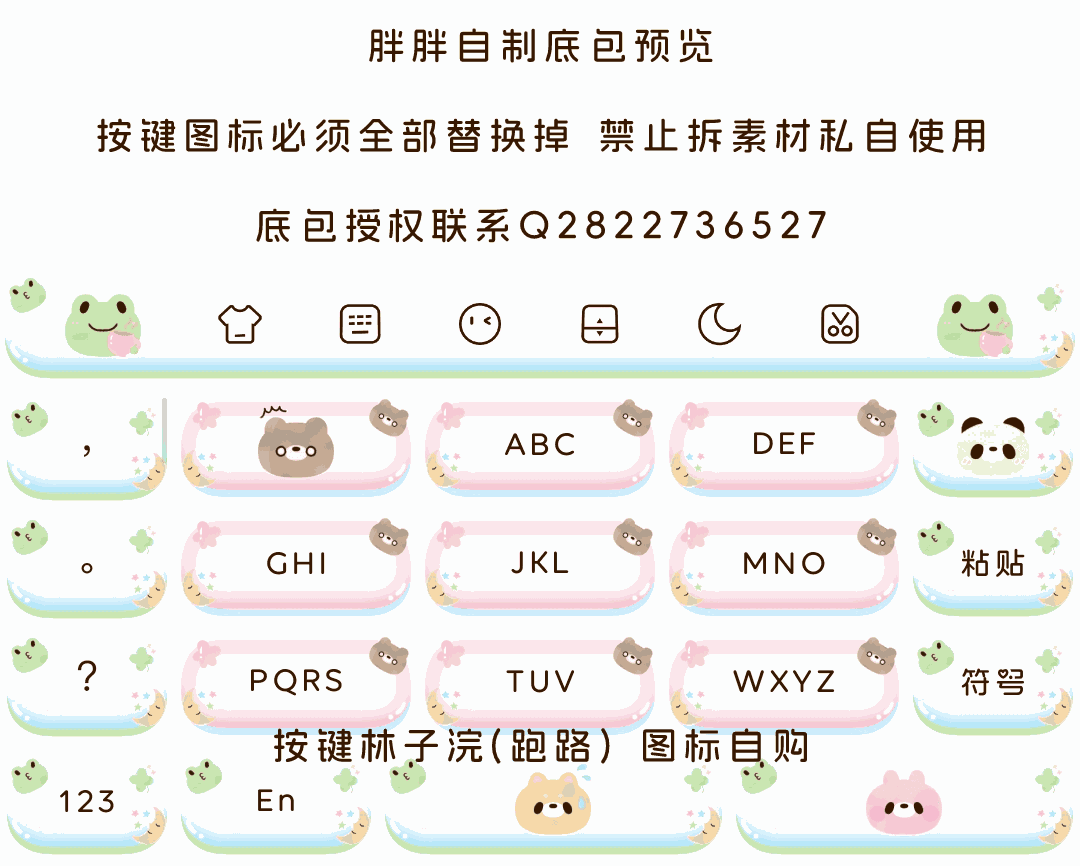 胖胖自制底包预览
按键图标必须全部替换掉 禁止拆素材私自使用
底包授权联系Q2822736527
, ABC DEF
。 GHI JKL MNO 粘贴
? PQRS TUV WXYZ 符号
按键林子浣(跑路) 图标自购
123 En